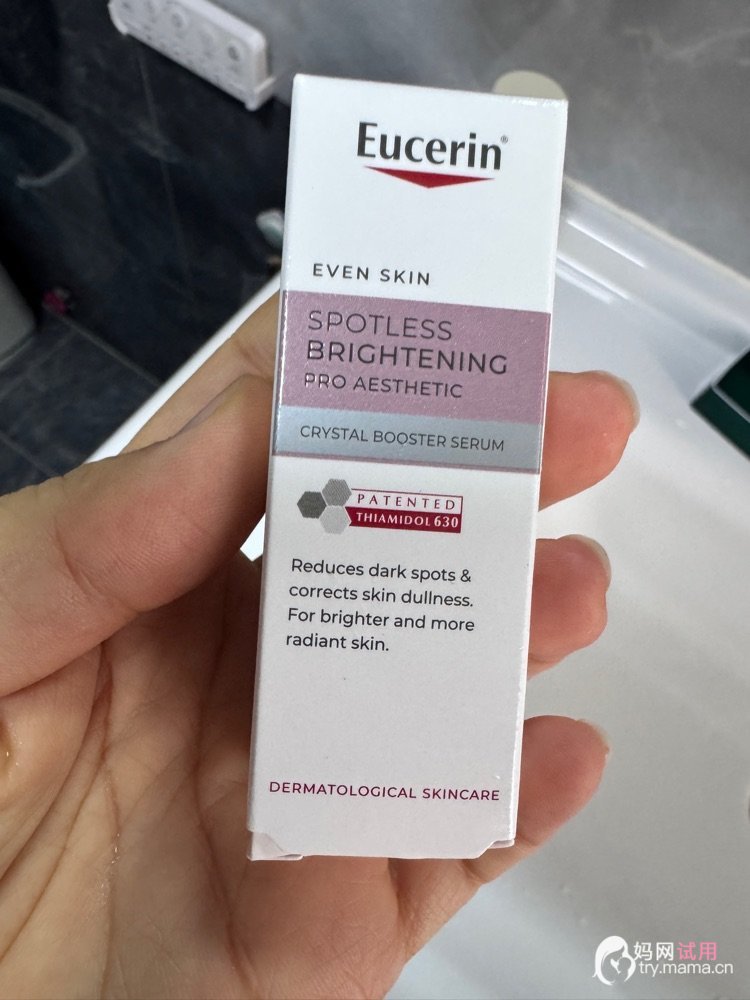 Eucerin®
EVEN SKIN
SPOTLESS
BRIGHTENING
PRO AESTHETIC
CRYSTAL BOOSTER SERUM
PATENTED
THIAMIDOL 630
Reduces dark spots &
corrects skin dullness.
For brighter and more
radiant skin.
DERMATOLOGICAL SKINCARE
妈网试用
try.mama.cn